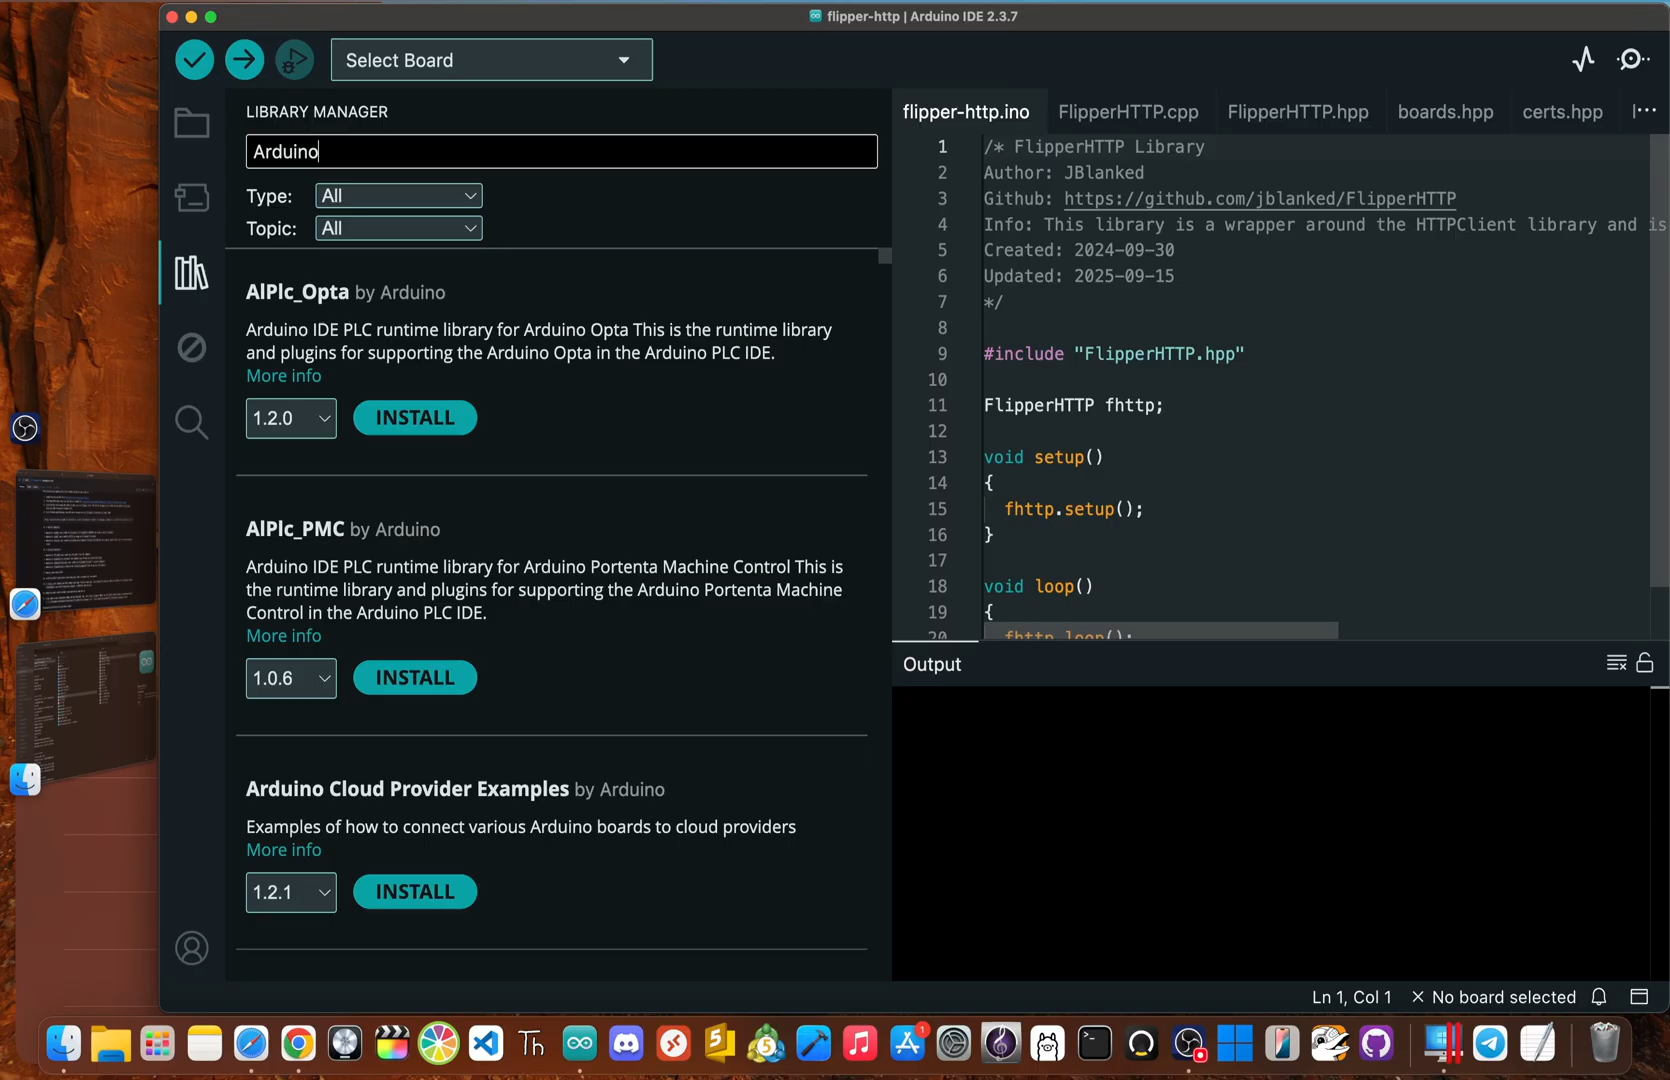 flipper-http | Arduino IDE 2.3.7
Select Board
LIBRARY MANAGER
Arduino
Type: All
Topic: All
AlPlc_Opta by Arduino
Arduino IDE PLC runtime library for Arduino Opta This is the runtime library
and plugins for supporting the Arduino Opta in the Arduino PLC IDE.
More info
1.2.0 INSTALL
AlPlc_PMC by Arduino
Arduino IDE PLC runtime library for Arduino Portenta Machine Control This is
the runtime library and plugins for supporting the Arduino Portenta Machine
Control in the Arduino PLC IDE.
More info
1.0.6 INSTALL
Arduino Cloud Provider Examples by Arduino
Examples of how to connect various Arduino boards to cloud providers
More info
1.2.1 INSTALL
flipper-http.ino FlipperHTTP.cpp FlipperHTTP.hpp boards.hpp certs.hpp l
1 /* FlipperHTTP Library
2 Author: JBlanked
3 Github: https://github.com/jblanked/FlipperHTTP
4 Info: This library is a wrapper around the HTTPClient library and is
5 Created: 2024-09-30
6 Updated: 2025-09-15
7 */
8
9 #include "FlipperHTTP.hpp"
10
11 FlipperHTTP fhttp;
12
13 void setup()
14 {
15 fhttp.setup();
16 }
17
18 void loop()
19 {
20 fhttp.loop();
Output
Ln 1, Col 1 × No board selected
Th
5
5
1